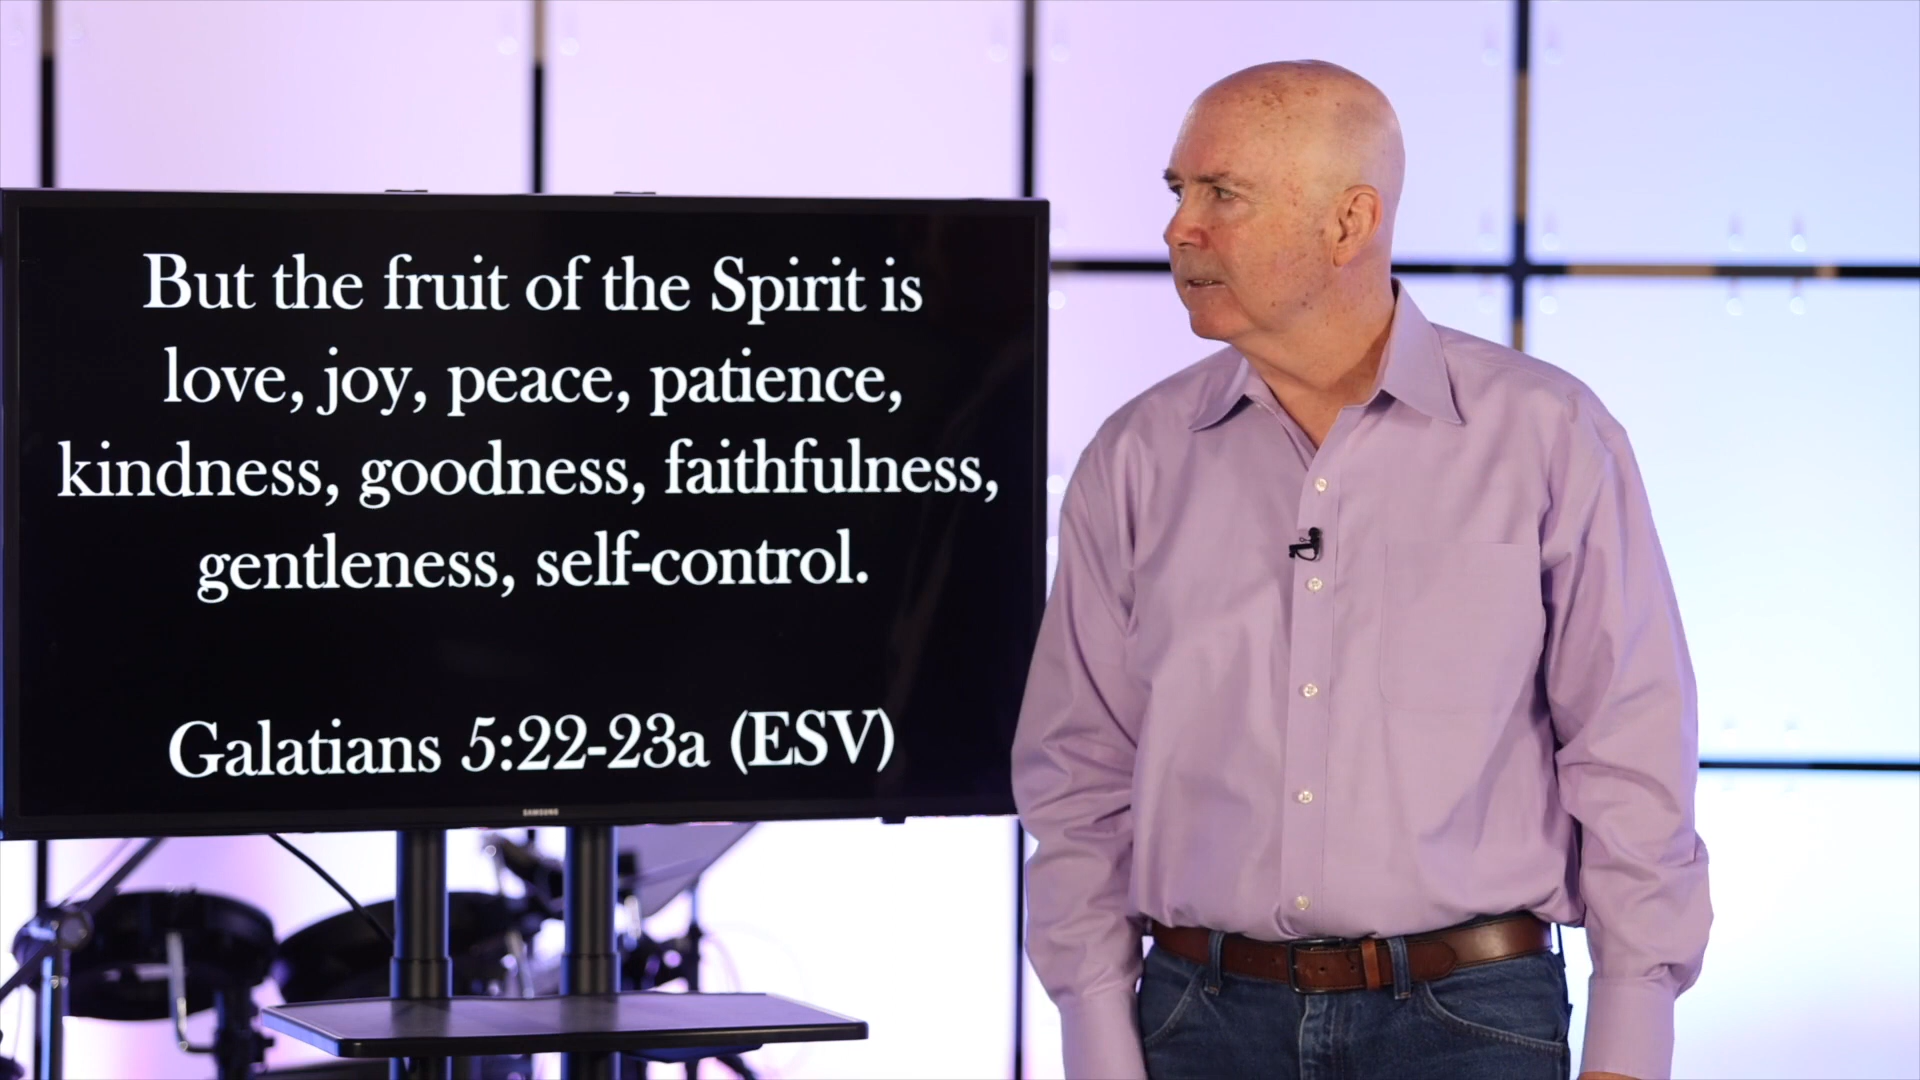 But the fruit of the Spirit is
love, joy, peace, patience,
kindness, goodness, faithfulness,
gentleness, self-control.
Galatians 5:22-23a (ESV)
SAMSUNG